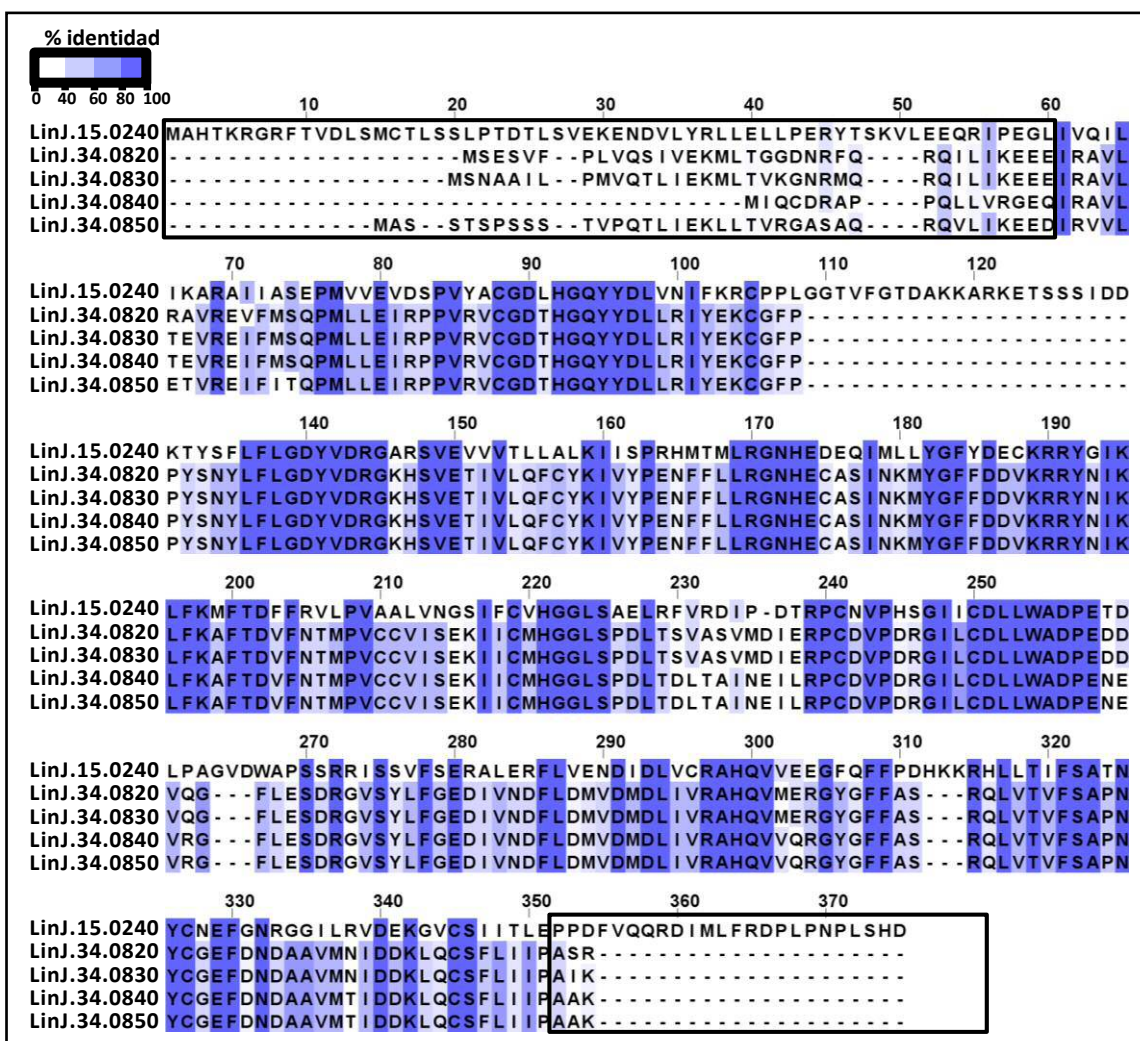 % identidad
0 40 60 80 100
10 20 30 40 50 60
LinJ.15.0240 MAHTKRGRFTVDLSMCTLSSLPTDTLSVEKENDVLYRLLELLPERYTSKVLEEQRIPEGLIVQIL
LinJ.34.0820 --------------------MSESVF--PLVQSIVEKMLTGGDNRFQ----RQILIKEEEIRAVL
LinJ.34.0830 -------------------MSNAAIL--PMVQTLIEKMLTVKGNRMQ----RQILIKEEEIRAVL
LinJ.34.0840 ---------------------------------------MIQCDRAP----PQLLVRGEQIRAVL
LinJ.34.0850 --------------MAS--STSPSSS--TVPQTLIEKLLTVRGASAQ----RQVLIKEEDIRVVL
70 80 90 100 110 120
LinJ.15.0240 IKARAIIASEPMVVEVDSPVYACGDLHGQYYDLVNIFKRCPPLGGTVFGTDAKKARKETSSSIDD
LinJ.34.0820 RAVREVFMSQPMLLEIRPPVRVCGDTHGQYYDLLRIYEKCGFP----------------------
LinJ.34.0830 TEVREIFMSQPMLLEIRPPVRVCGDTHGQYYDLLRIYEKCGFP----------------------
LinJ.34.0840 TEVREIFMSQPMLLEIRPPVRVCGDTHGQYYDLLRIYEKCGFP----------------------
LinJ.34.0850 ETVREIFITQPMLLEIRPPVRVCGDTHGQYYDLLRIYEKCGFP----------------------
140 150 160 170 180 190
LinJ.15.0240 KTYSFLFLGDYVDRGARSVEVVVTLLALKIISPRHMTMLRGNHEDEQIMLLYGFYDECKRRYGIK
LinJ.34.0820 PYSNYLFLGDYVDRGKHSVETIVLQFCYKIVYPENFFLLRGNHECASINKMYGFFDDVKRRYNIK
LinJ.34.0830 PYSNYLFLGDYVDRGKHSVETIVLQFCYKIVYPENFFLLRGNHECASINKMYGFFDDVKRRYNIK
LinJ.34.0840 PYSNYLFLGDYVDRGKHSVETIVLQFCYKIVYPENFFLLRGNHECASINKMYGFFDDVKRRYNIK
LinJ.34.0850 PYSNYLFLGDYVDRGKHSVETIVLQFCYKIVYPENFFLLRGNHECASINKMYGFFDDVKRRYNIK
200 210 220 230 240 250
LinJ.15.0240 LFKMFTDFFRVLPVAALVNGSIFCVHGGLSAELRFVRDIP-DTRPCNVPHSGIICDLLWADPETD
LinJ.34.0820 LFKAFTDVFNTMPVCCVISEKIICMHGGLSPDLTSVASVMDIERPCDVPDRGILCDLLWADPEDD
LinJ.34.0830 LFKAFTDVFNTMPVCCVISEKIICMHGGLSPDLTSVASVMDIERPCDVPDRGILCDLLWADPEDD
LinJ.34.0840 LFKAFTDVFNTMPVCCVISEKIICMHGGLSPDLTDLTAINEILRPCDVPDRGILCDLLWADPENE
LinJ.34.0850 LFKAFTDVFNTMPVCCVISEKIICMHGGLSPDLTDLTAINEILRPCDVPDRGILCDLLWADPENE
270 280 290 300 310 320
LinJ.15.0240 LPAGVDWAPSSRRISSVFSERALERFLVENDIDLVCRAHQVVEEGFQFFPDHKKRHLLTIFSATN
LinJ.34.0820 VQG---FLESDRGVSYLFGEDIVNDFLDMVDMDLIVRAHQVMERGYGFFAS---RQLVTVFSAPN
LinJ.34.0830 VQG---FLESDRGVSYLFGEDIVNDFLDMVDMDLIVRAHQVMERGYGFFAS---RQLVTVFSAPN
LinJ.34.0840 VRG---FLESDRGVSYLFGEDIVNDFLDMVDMDLIVRAHQVVQRGYGFFAS---RQLVTVFSAPN
LinJ.34.0850 VRG---FLESDRGVSYLFGEDIVNDFLDMVDMDLIVRAHQVVQRGYGFFAS---RQLVTVFSAPN
330 340 350 360 370
LinJ.15.0240 YCNEFGNRGGILRVDEKGVCSIITLEPPDFVQQRDIMLFRDPLPNPLSHD
LinJ.34.0820 YCGEFDNDAAVMNIDDKLQCSFLIIPASR---------------------
LinJ.34.0830 YCGEFDNDAAVMNIDDKLQCSFLIIPAIK---------------------
LinJ.34.0840 YCGEFDNDAAVMTIDDKLQCSFLIIPAAK---------------------
LinJ.34.0850 YCGEFDNDAAVMTIDDKLQCSFLIIPAAK---------------------